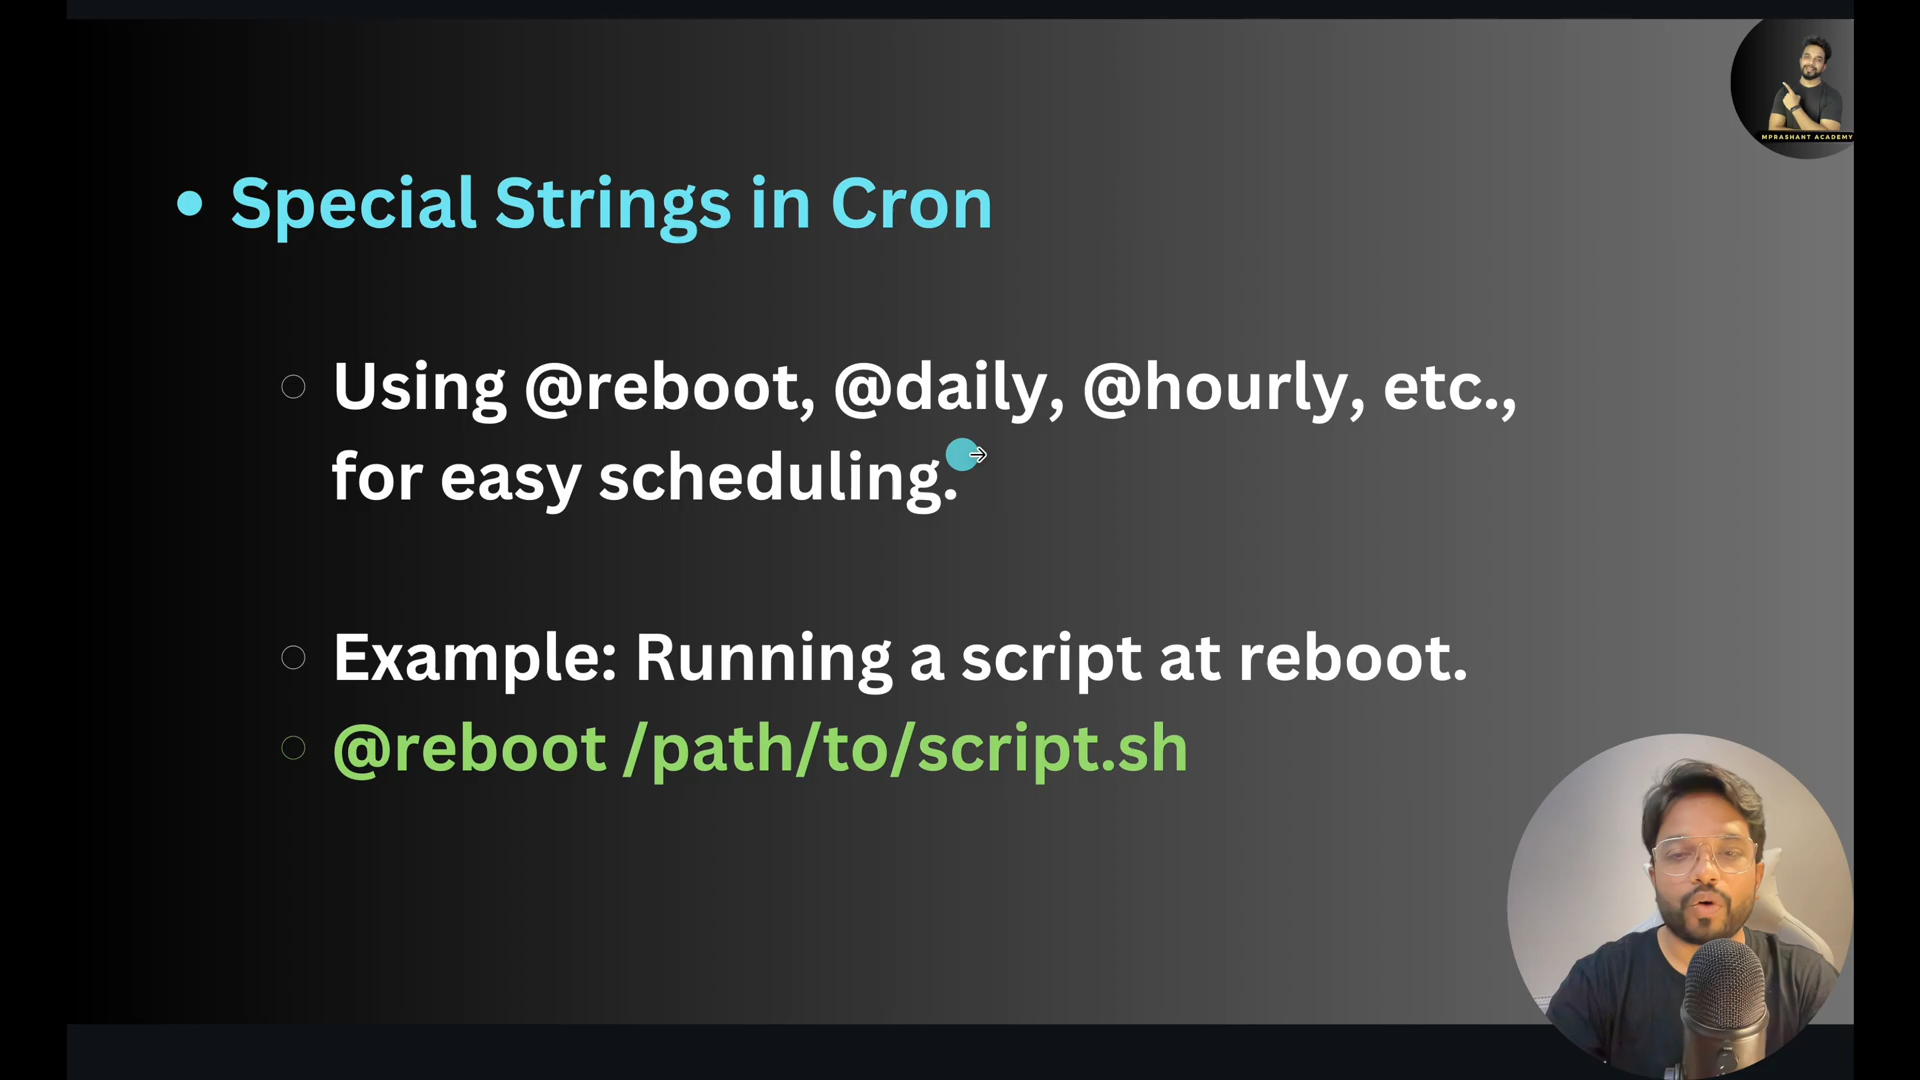 MPRASHANT ACADEMY
• Special Strings in Cron
Using @reboot, @daily, @hourly, etc.,
for easy scheduling.
Example: Running a script at reboot.
@reboot /path/to/script.sh